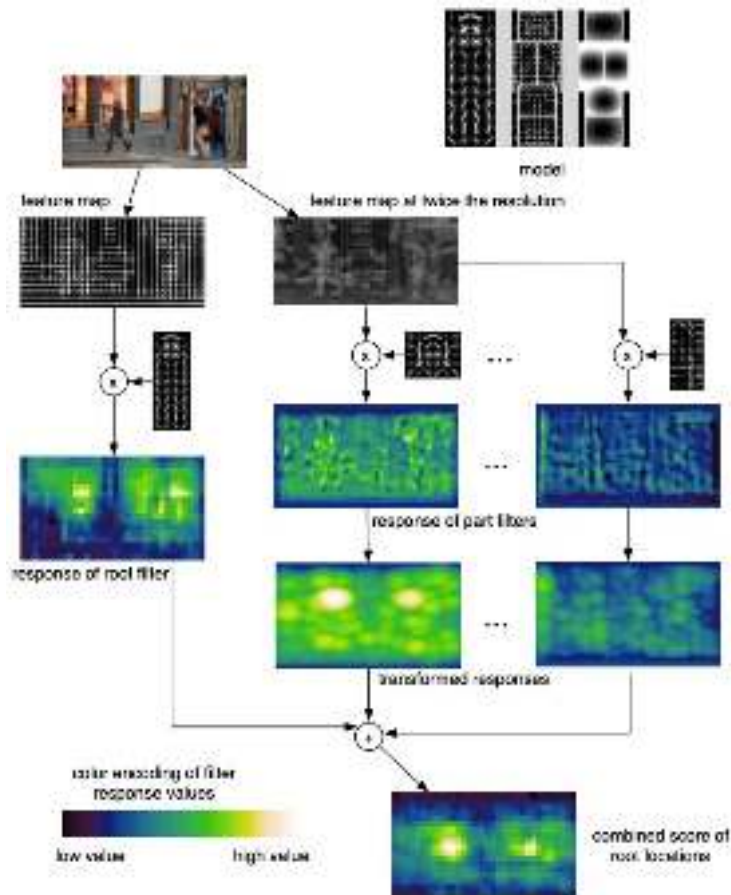 model
feature map
feature map at twice the resolution
x
x
x
...
...
response of part filters
response of root filter
...
transformed responses
+
color encoding of filter
response values
low value
high value
combined score of
root locations